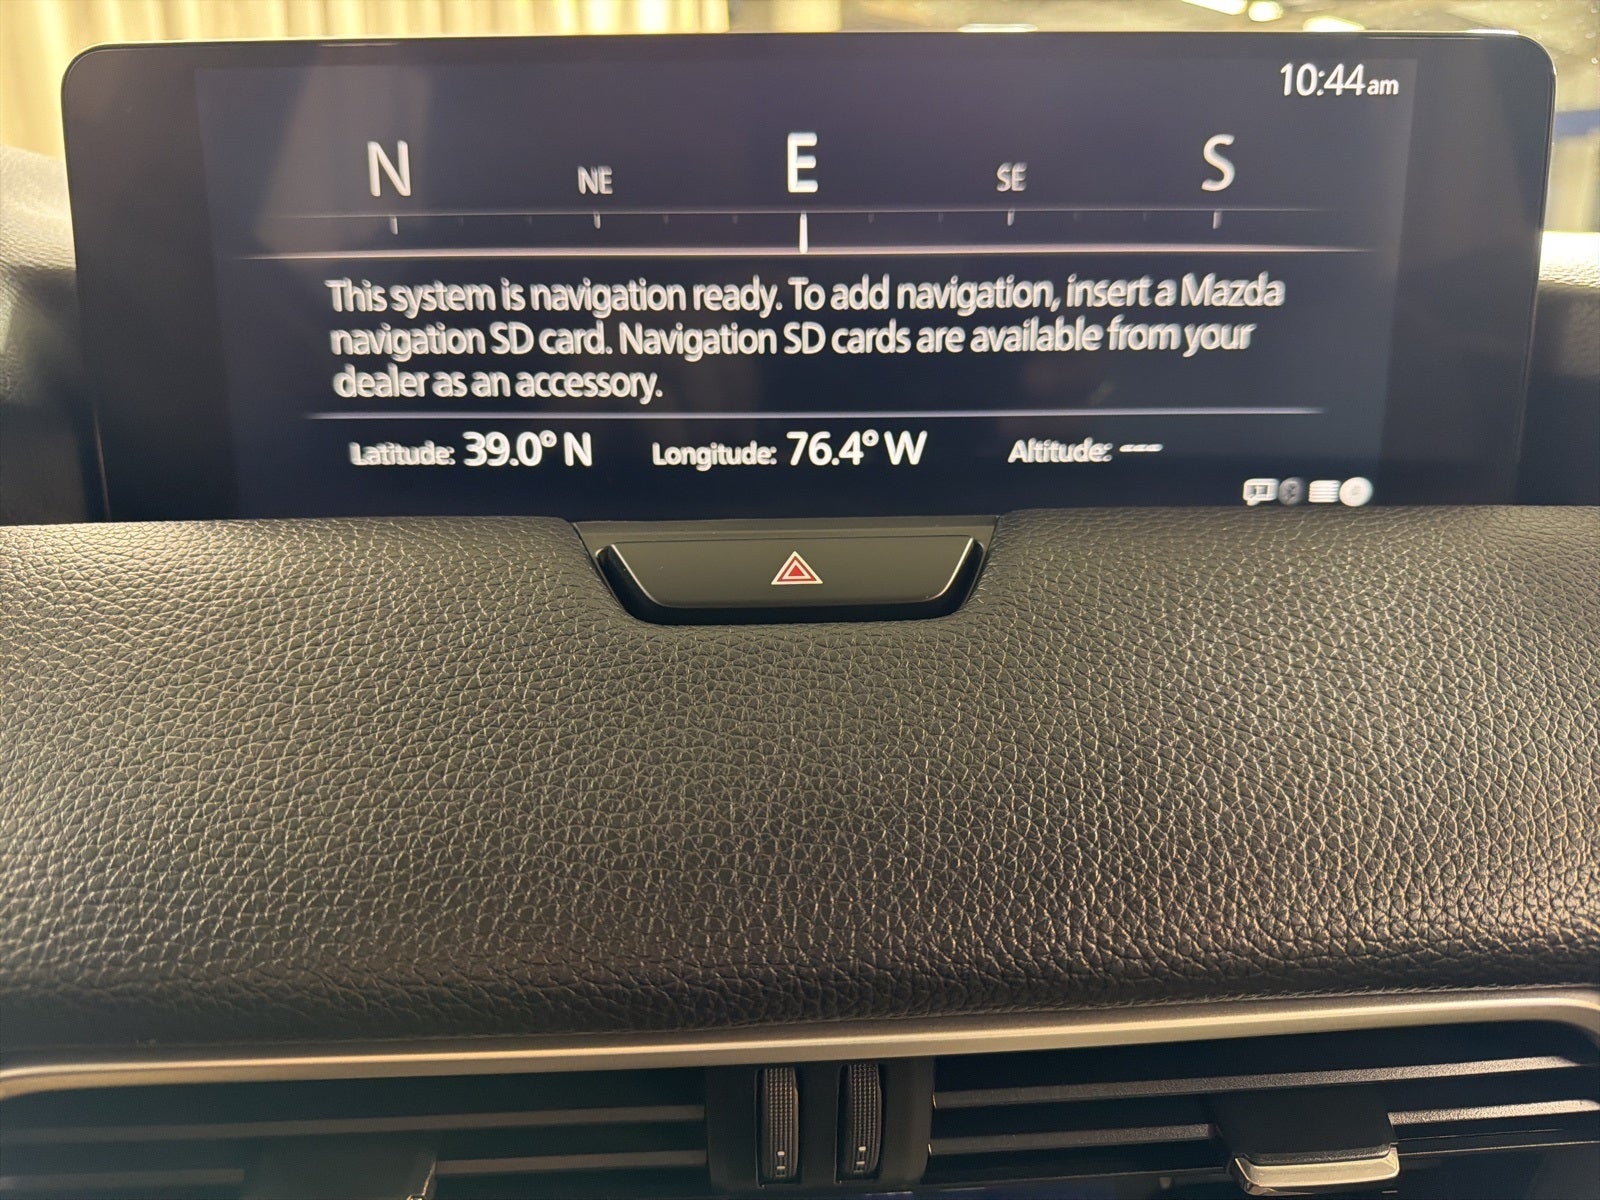 10:44am
N NE E SE S
This system is navigation ready. To add navigation, insert a Mazda
navigation SD card. Navigation SD cards are available from your
dealer as an accessory.
Latitude: 39.0° N Longitude: 76.4° W Altitude: ---